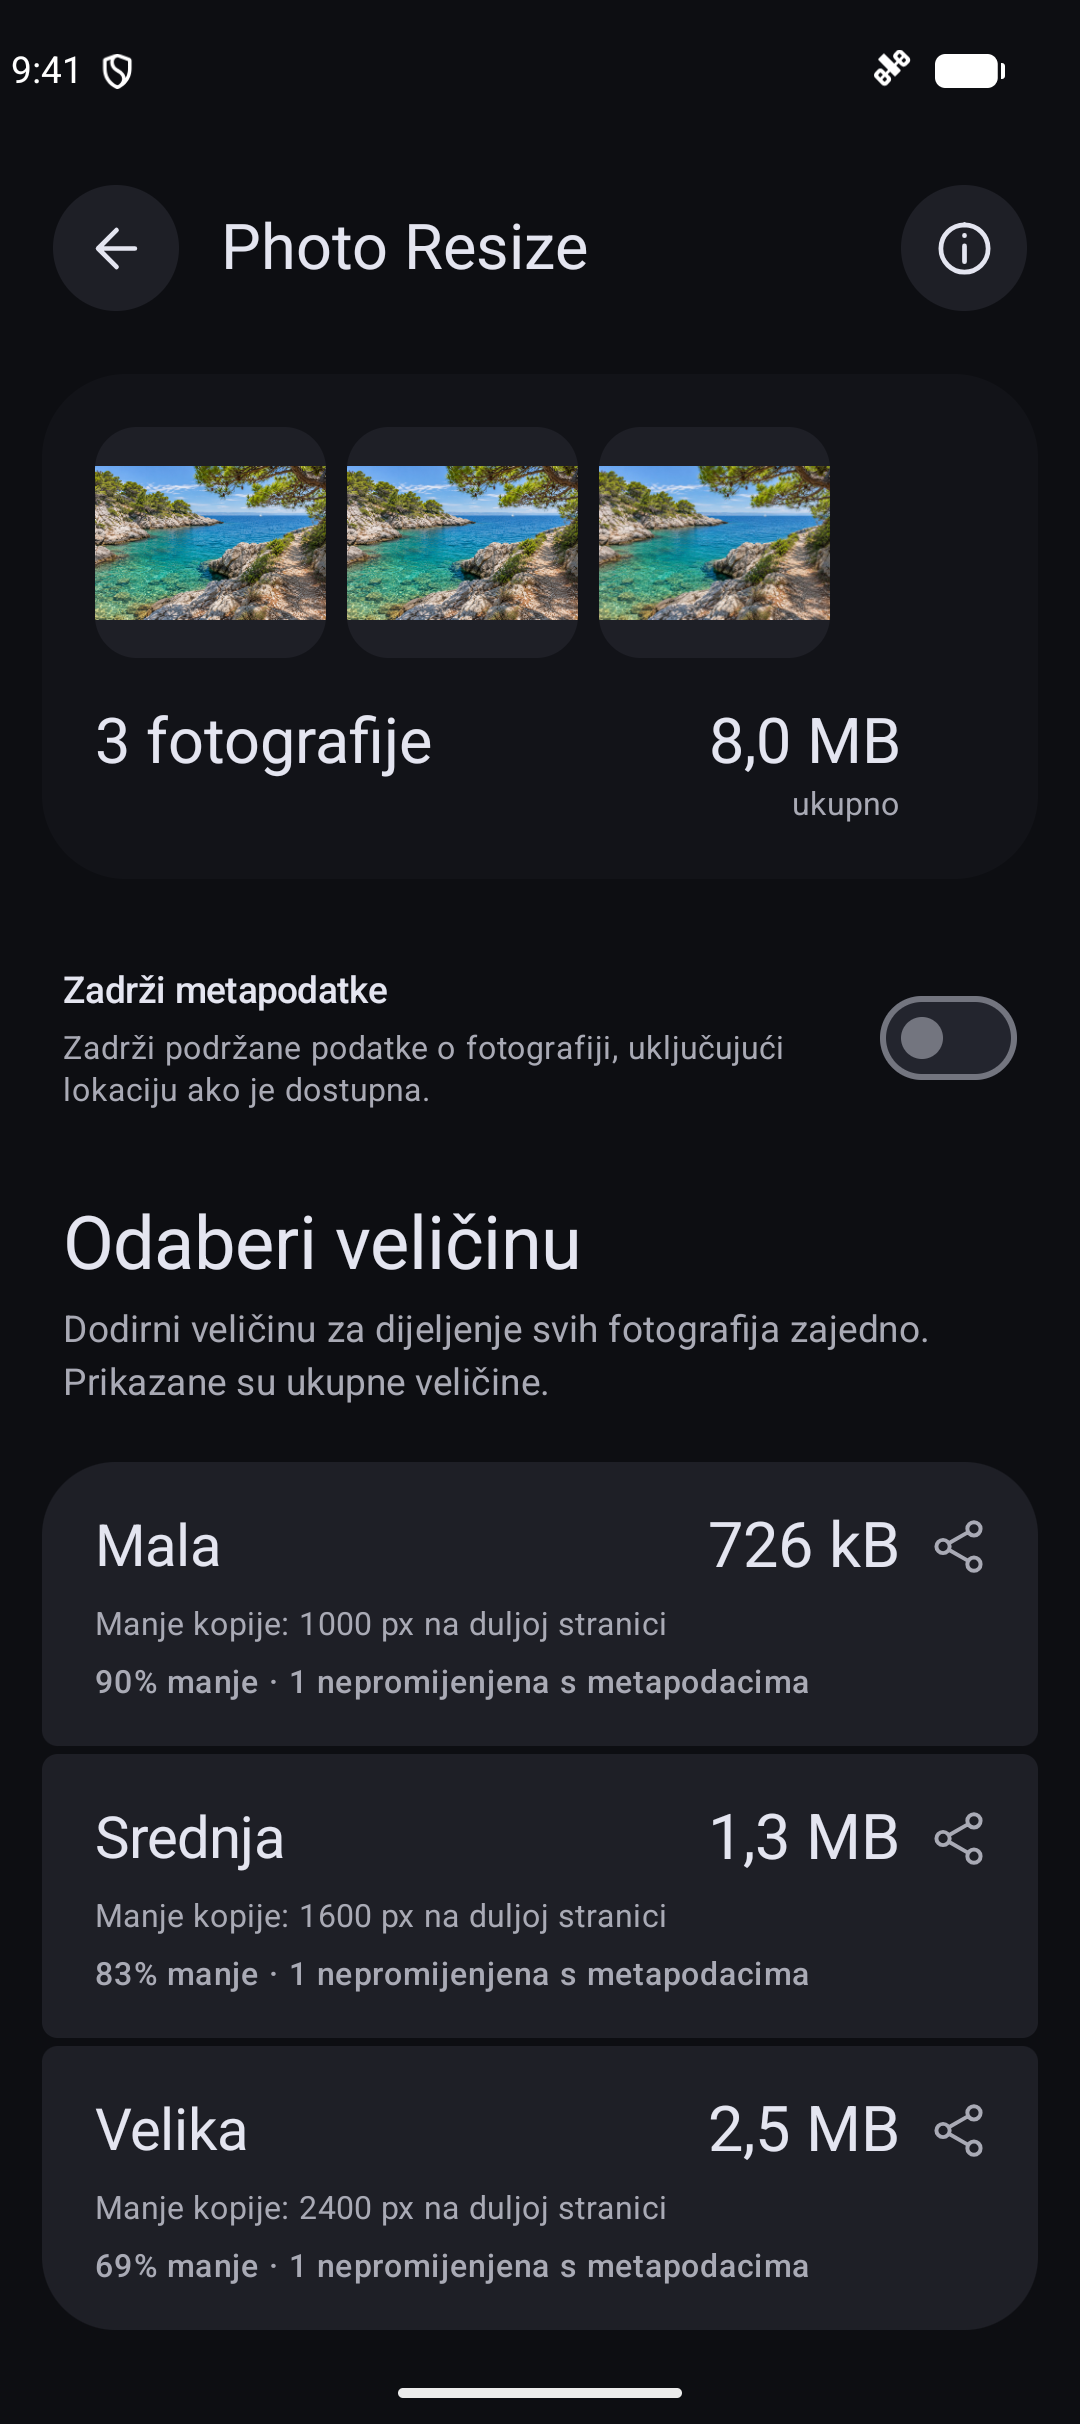 9:41
Photo Resize
3 fotografije
8,0 MB
ukupno
Zadrži metapodatke
Zadrži podržane podatke o fotografiji, uključujući
lokaciju ako je dostupna.
Odaberi veličinu
Dodirni veličinu za dijeljenje svih fotografija zajedno.
Prikazane su ukupne veličine.
Mala
726 kB
Manje kopije: 1000 px na duljoj stranici
90% manje · 1 nepromijenjena s metapodacima
Srednja
1,3 MB
Manje kopije: 1600 px na duljoj stranici
83% manje · 1 nepromijenjena s metapodacima
Velika
2,5 MB
Manje kopije: 2400 px na duljoj stranici
69% manje · 1 nepromijenjena s metapodacima